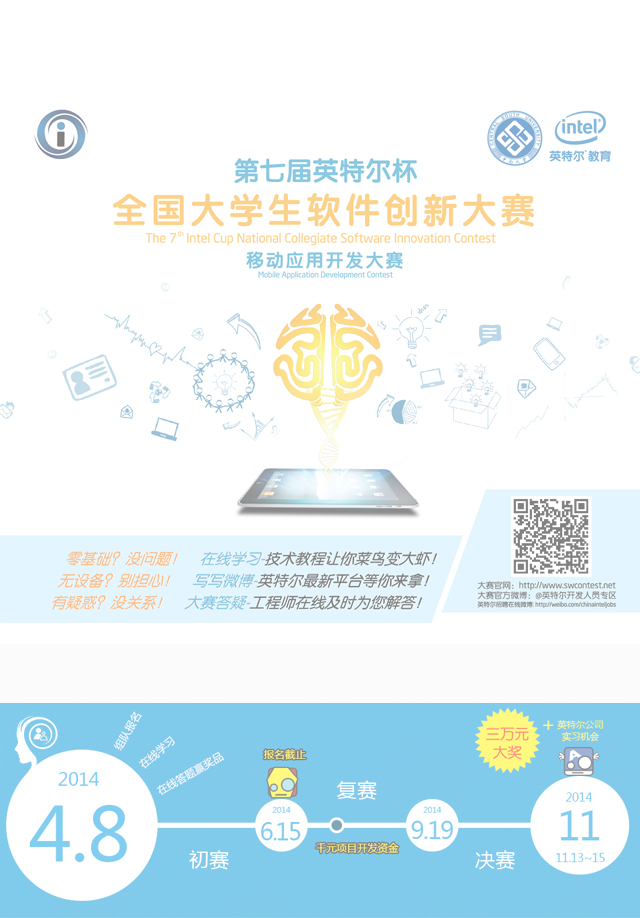 CENTRAL SOUTH UNIVERSITY
intel
英特尔®教育
第七届英特尔杯
全国大学生软件创新大赛
The 7th Intel Cup National Collegiate Software Innovation Contest
移动应用开发大赛
Mobile Application Development Contest
零基础？没问题！ 在线学习-技术教程让你菜鸟变大虾！
无设备？别担心！ 写写微博-英特尔最新平台等你来拿！
有疑惑？没关系！ 大赛答疑-工程师在线及时为您解答！
大赛官网：http://www.swcontest.net
大赛官方微博：@英特尔开发人员专区
英特尔招聘在线微博: http://weibo.com/chinainteljobs
组队报名
在线学习
在线答题赢奖品
2014
4.8
初赛
报名截止
2014
6.15
复赛
千元项目开发资金
2014
9.19
决赛
三万元
大奖
+ 英特尔公司
实习机会
2014
11
11.13~15